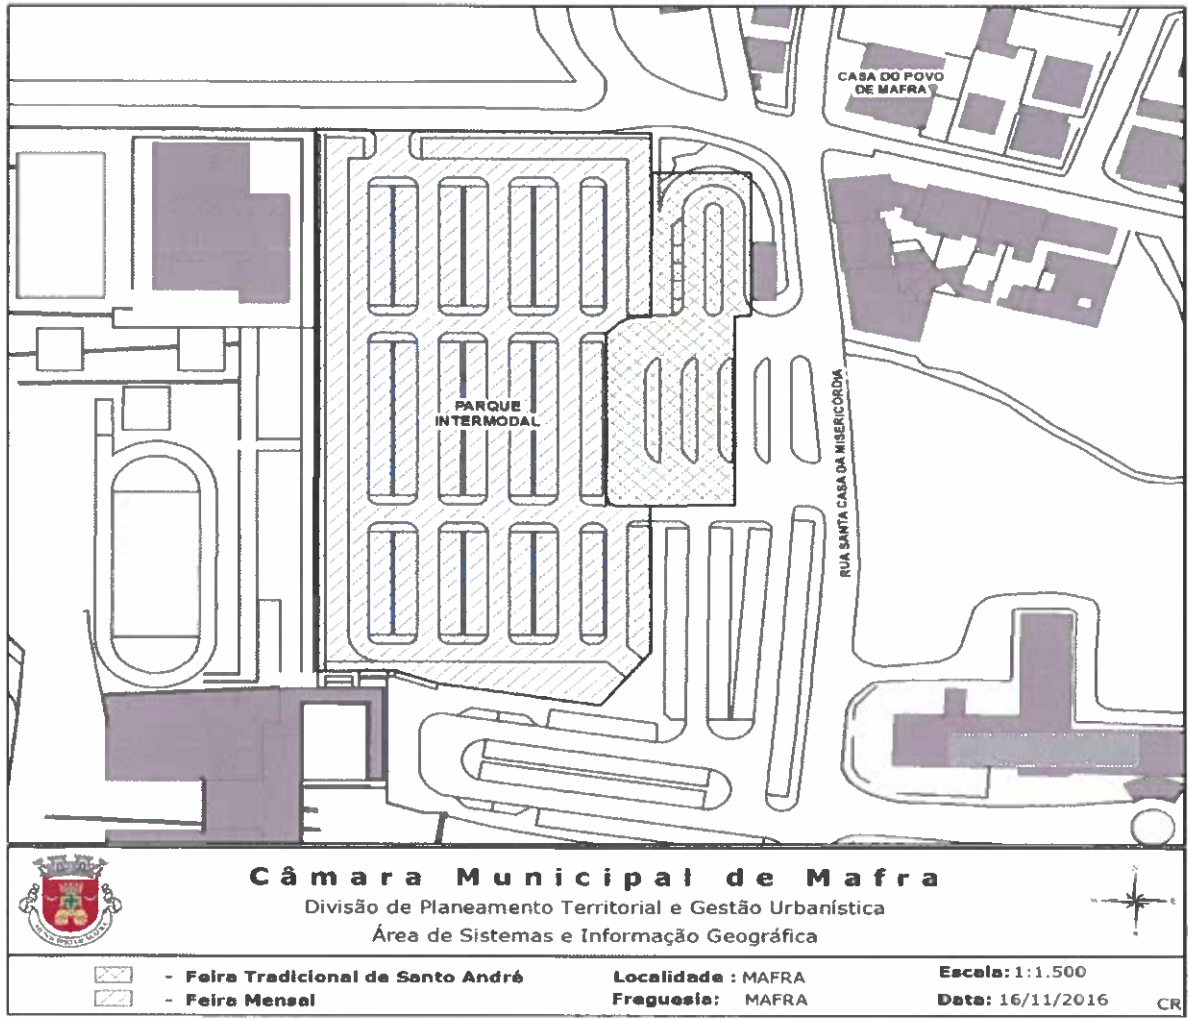 CASA DO POVO
DE MAFRA
PARQUE
INTERMODAL
RUA SANTA CASA DA MISERICÓRDIA
Câmara Municipal de Mafra
Divisão de Planeamento Territorial e Gestão Urbanística
Área de Sistemas e Informação Geográfica
- Feira Tradicional de Santo André
- Feira Mensal
Localidade : MAFRA
Freguesia: MAFRA
Escala: 1:1.500
Data: 16/11/2016
CR